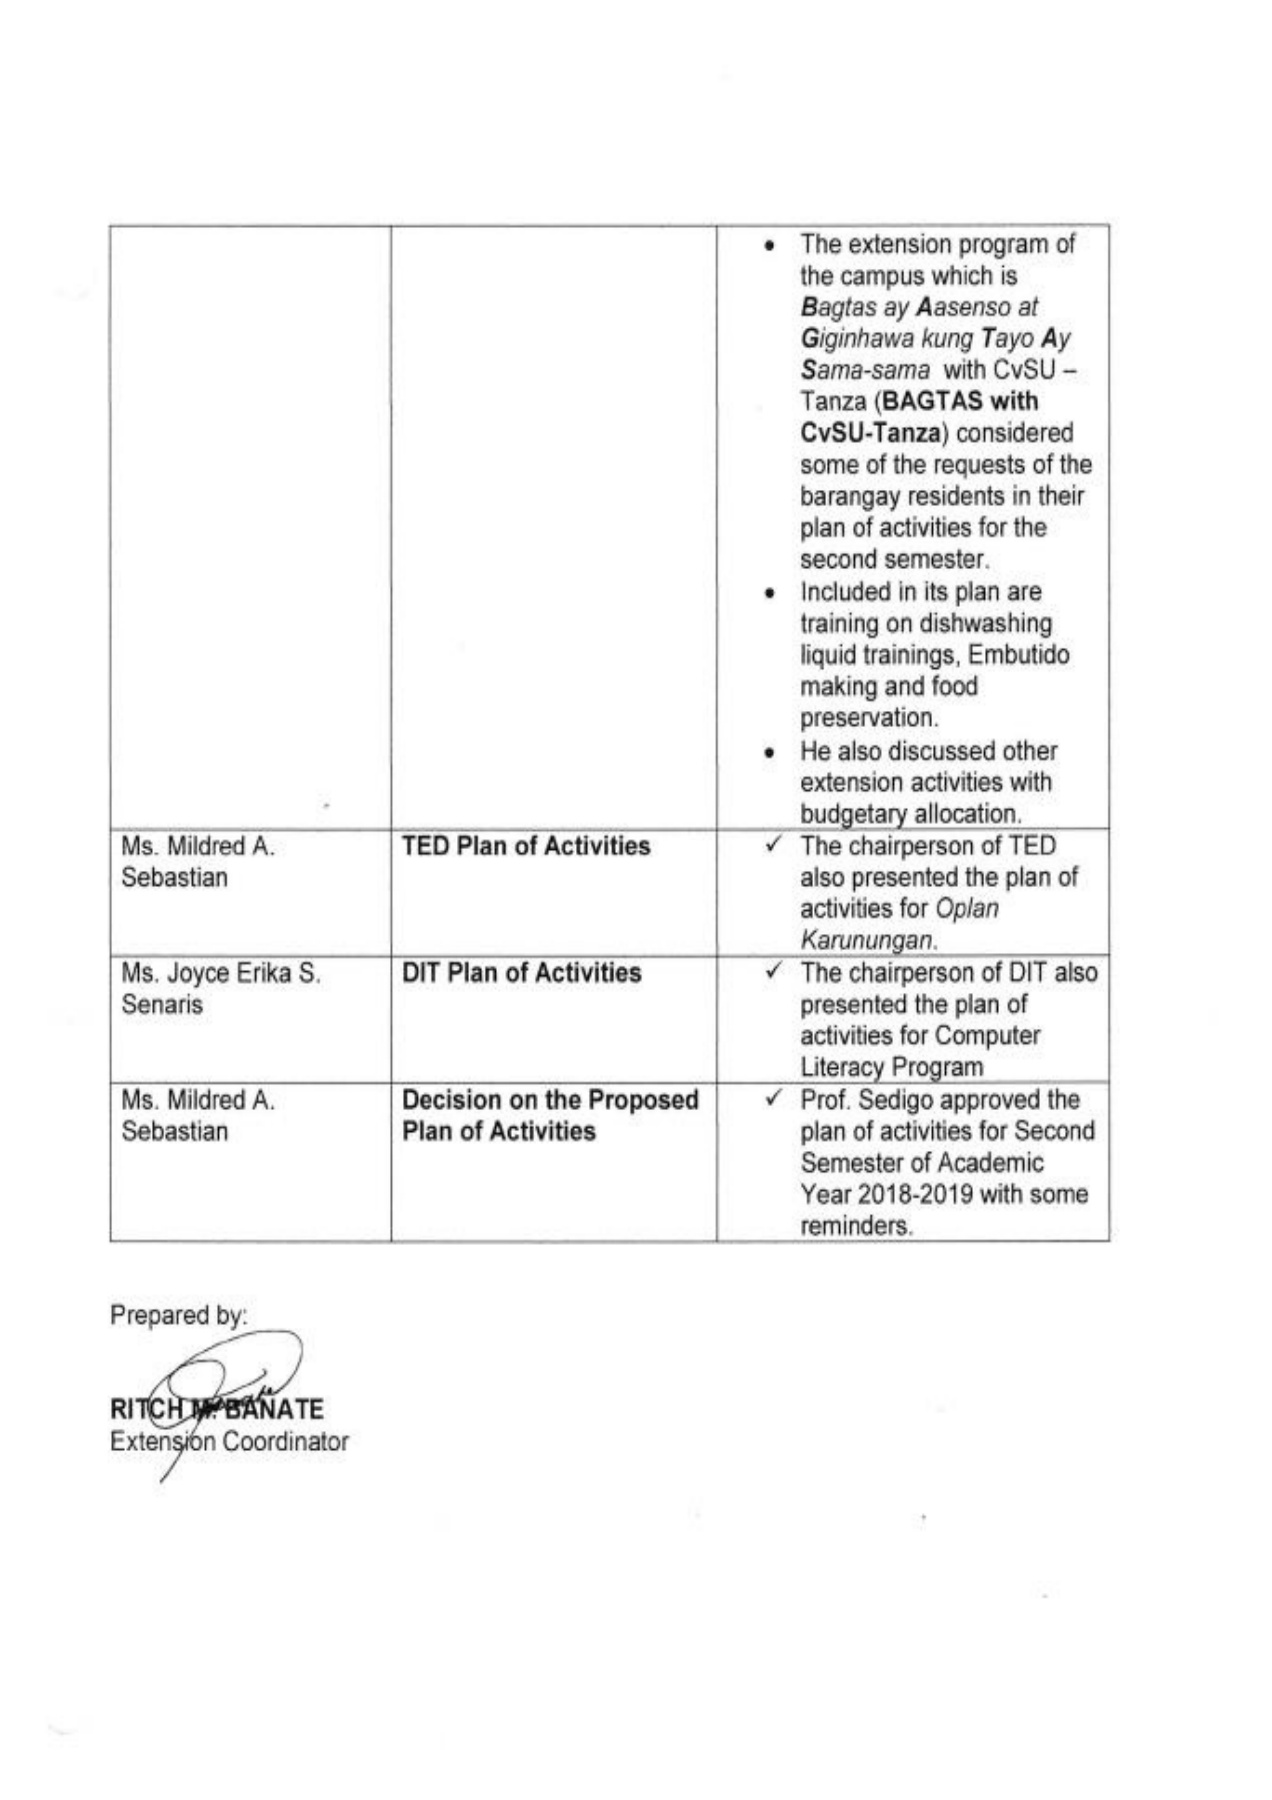 • The extension program of
the campus which is
Bagtas ay Aasenso at
Giginhawa kung Tayo Ay
Sama-sama with CvSU –
Tanza (BAGTAS with
CvSU-Tanza) considered
some of the requests of the
barangay residents in their
plan of activities for the
second semester.
• Included in its plan are
training on dishwashing
liquid trainings, Embutido
making and food
preservation.
• He also discussed other
extension activities with
budgetary allocation.
Ms. Mildred A.
Sebastian
TED Plan of Activities
✓ The chairperson of TED
also presented the plan of
activities for Oplan
Karunungan.
Ms. Joyce Erika S.
Senaris
DIT Plan of Activities
✓ The chairperson of DIT also
presented the plan of
activities for Computer
Literacy Program
Ms. Mildred A.
Sebastian
Decision on the Proposed
Plan of Activities
✓ Prof. Sedigo approved the
plan of activities for Second
Semester of Academic
Year 2018-2019 with some
reminders.
Prepared by:
RITCH M. BANATE
Extension Coordinator